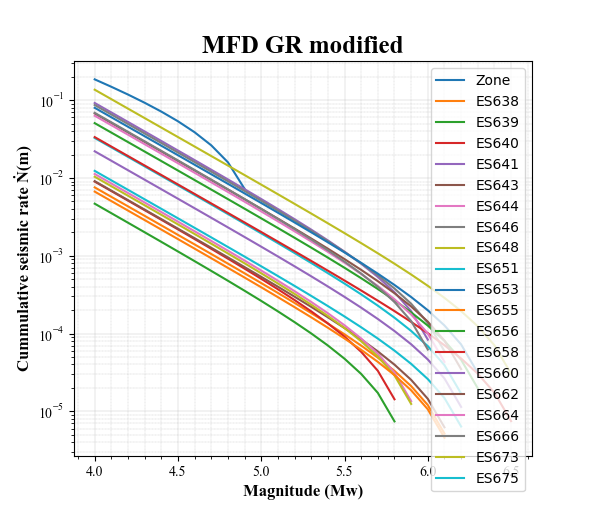 MFD GR modified
Cummulative seismic rate Ṅ(m)
10⁻¹
10⁻²
10⁻³
10⁻⁴
10⁻⁵
4.0 4.5 5.0 5.5 6.0 6.5
Magnitude (Mw)
Zone
ES638
ES639
ES640
ES641
ES643
ES644
ES646
ES648
ES651
ES653
ES655
ES656
ES658
ES660
ES662
ES664
ES666
ES673
ES675